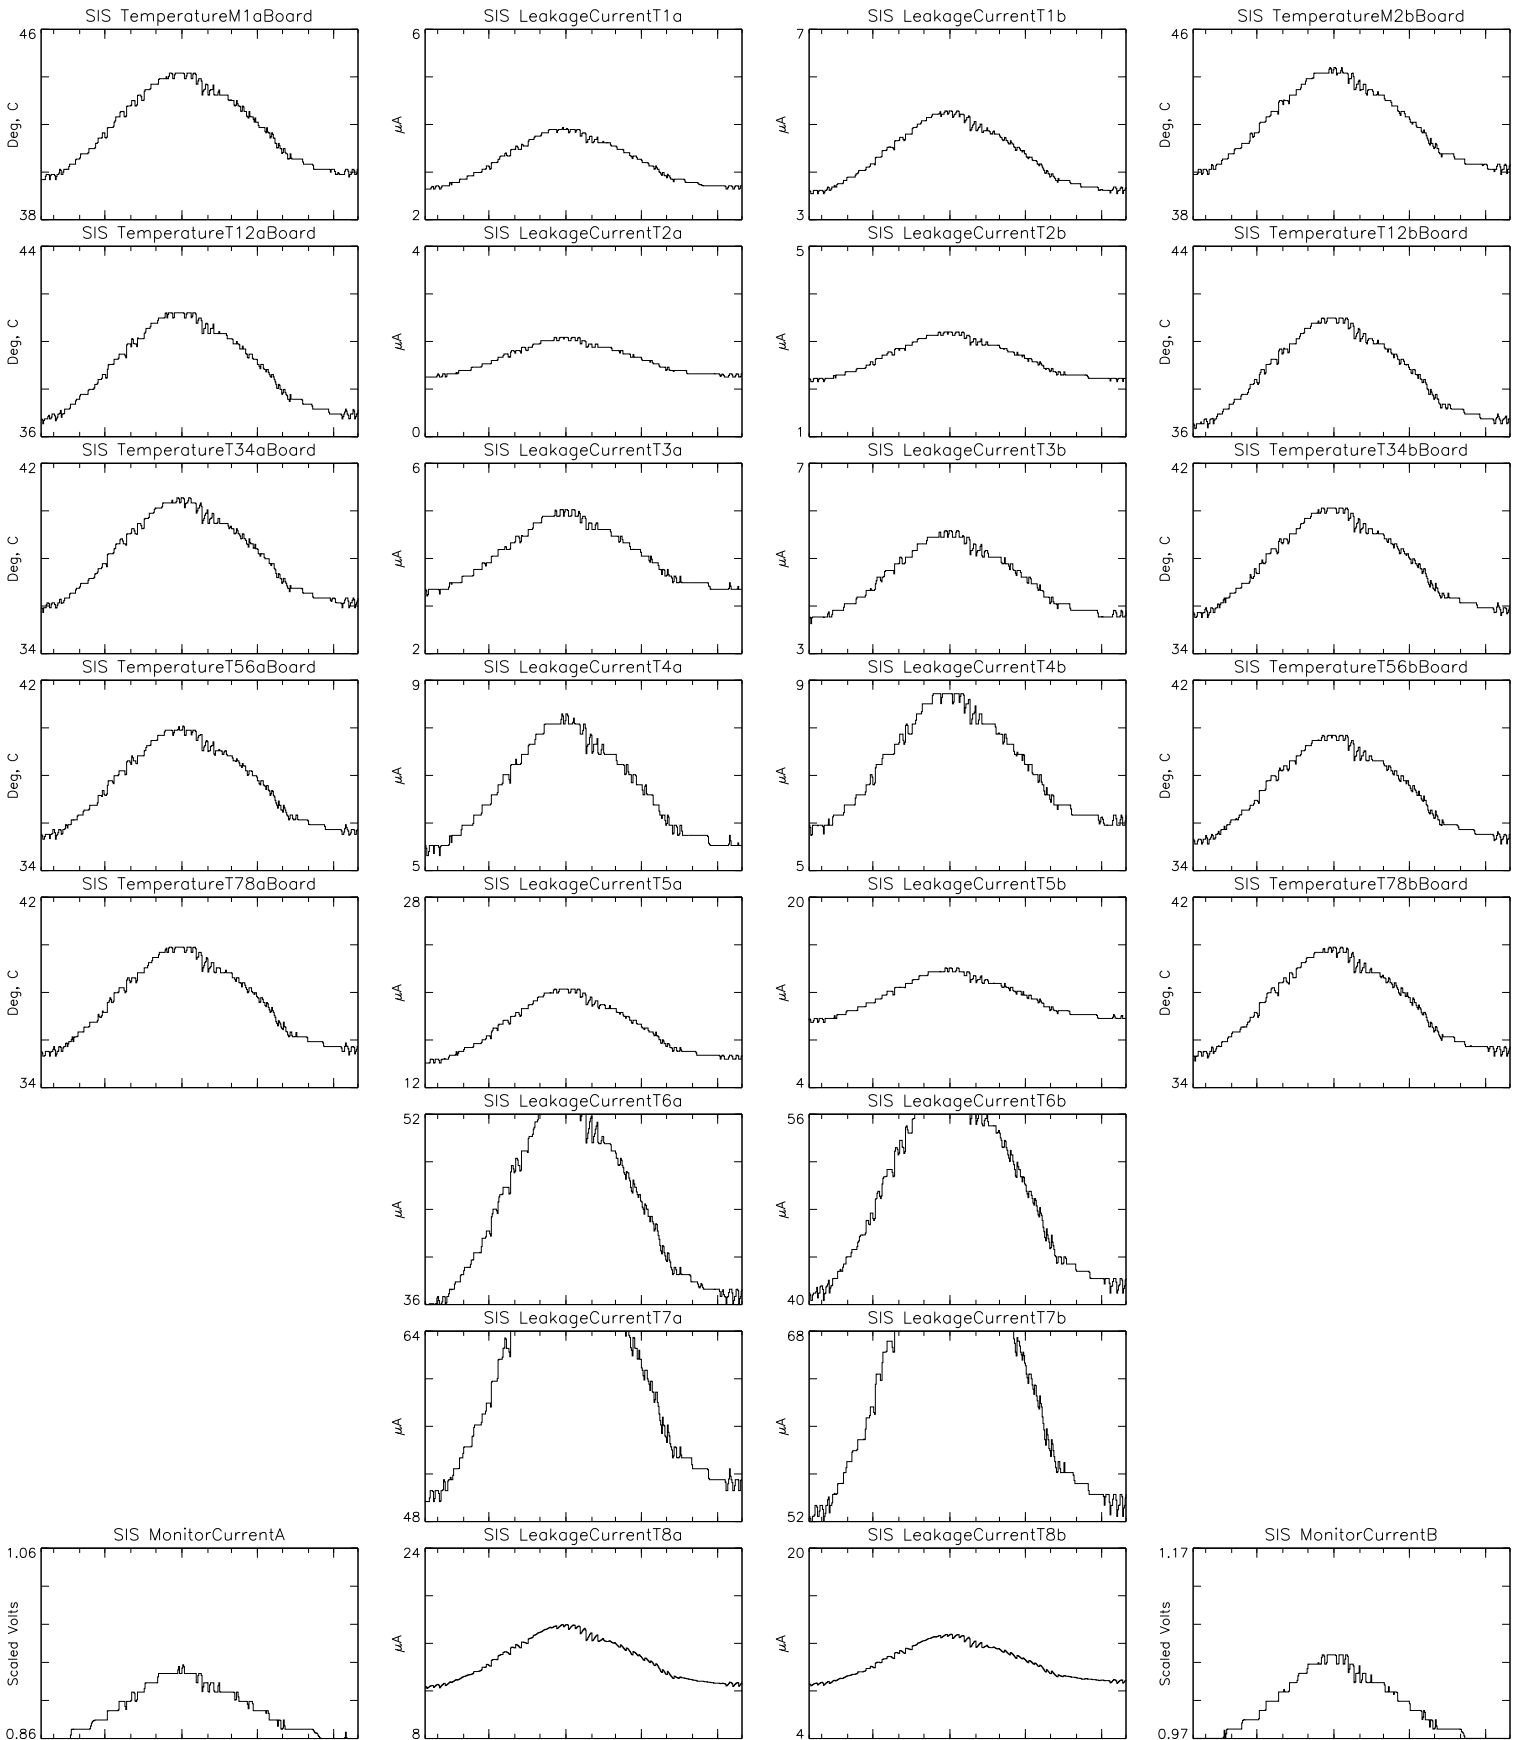 SIS TemperatureM1aBoard SIS LeakageCurrentT1a SIS LeakageCurrentT1b SIS TemperatureM2bBoard
46 6 7 46
Deg, C μA μA Deg, C
38 2 3 38
SIS TemperatureT12aBoard SIS LeakageCurrentT2a SIS LeakageCurrentT2b SIS TemperatureT12bBoard
44 4 5 44
Deg, C μA μA Deg, C
36 0 1 36
SIS TemperatureT34aBoard SIS LeakageCurrentT3a SIS LeakageCurrentT3b SIS TemperatureT34bBoard
42 6 7 42
Deg, C μA μA Deg, C
34 2 3 34
SIS TemperatureT56aBoard SIS LeakageCurrentT4a SIS LeakageCurrentT4b SIS TemperatureT56bBoard
42 9 9 42
Deg, C μA μA Deg, C
34 5 5 34
SIS TemperatureT78aBoard SIS LeakageCurrentT5a SIS LeakageCurrentT5b SIS TemperatureT78bBoard
42 28 20 42
Deg, C μA μA Deg, C
34 12 4 34
SIS LeakageCurrentT6a SIS LeakageCurrentT6b
52 56
μA μA
36 40
SIS LeakageCurrentT7a SIS LeakageCurrentT7b
64 68
μA μA
48 52
SIS MonitorCurrentA SIS LeakageCurrentT8a SIS LeakageCurrentT8b SIS MonitorCurrentB
1.06 24 20 1.17
Scaled Volts μA μA Scaled Volts
0.86 8 4 0.97